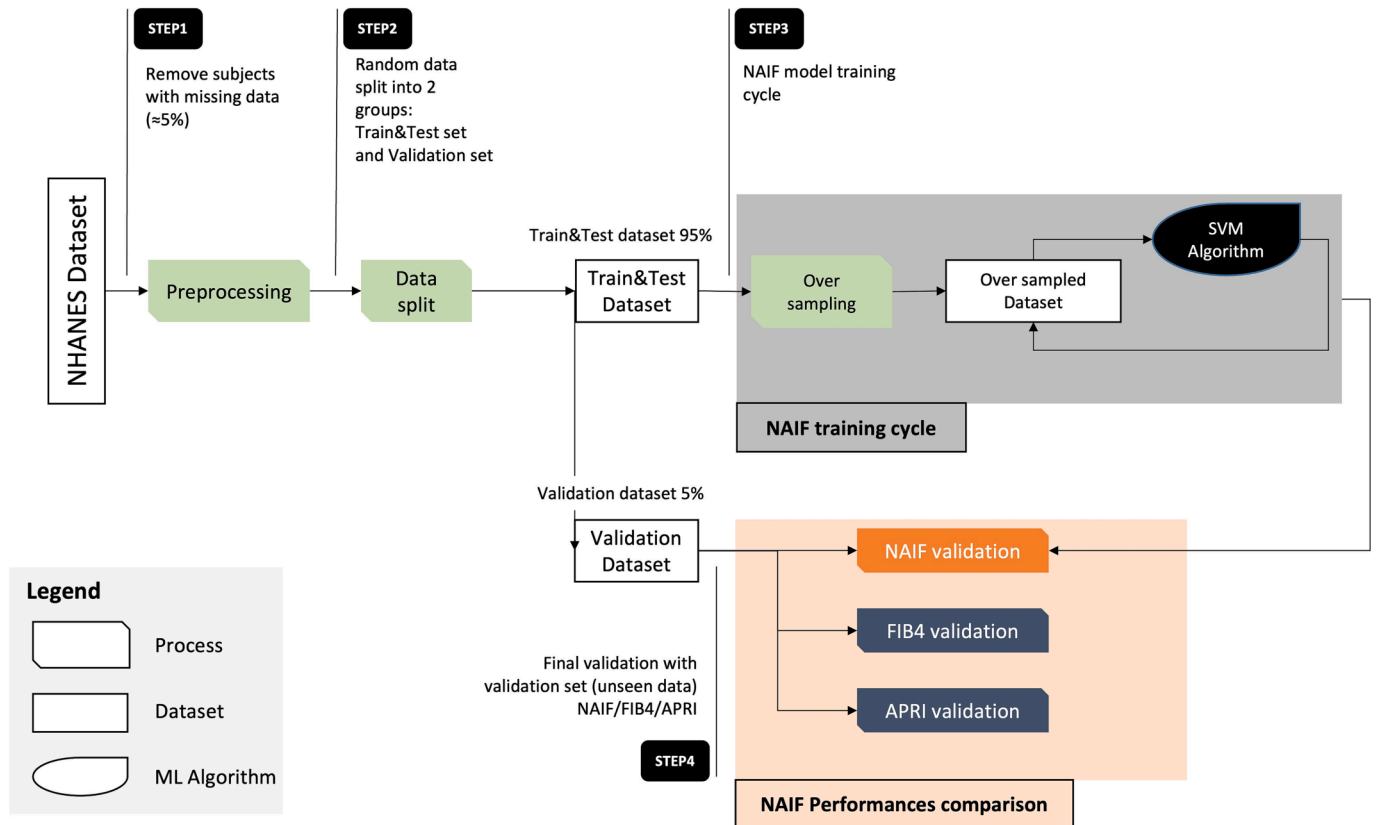 STEP1
Remove subjects
with missing data
(≈5%)
STEP2
Random data
split into 2
groups:
Train&Test set
and Validation set
STEP3
NAIF model training
cycle
NHANES Dataset
Preprocessing
Data
split
Train&Test dataset 95%
Train&Test
Dataset
Over
sampling
Over sampled
Dataset
SVM
Algorithm
NAIF training cycle
Validation dataset 5%
Validation
Dataset
NAIF validation
FIB4 validation
APRI validation
Final validation with
validation set (unseen data)
NAIF/FIB4/APRI
STEP4
NAIF Performances comparison
Legend
Process
Dataset
ML Algorithm